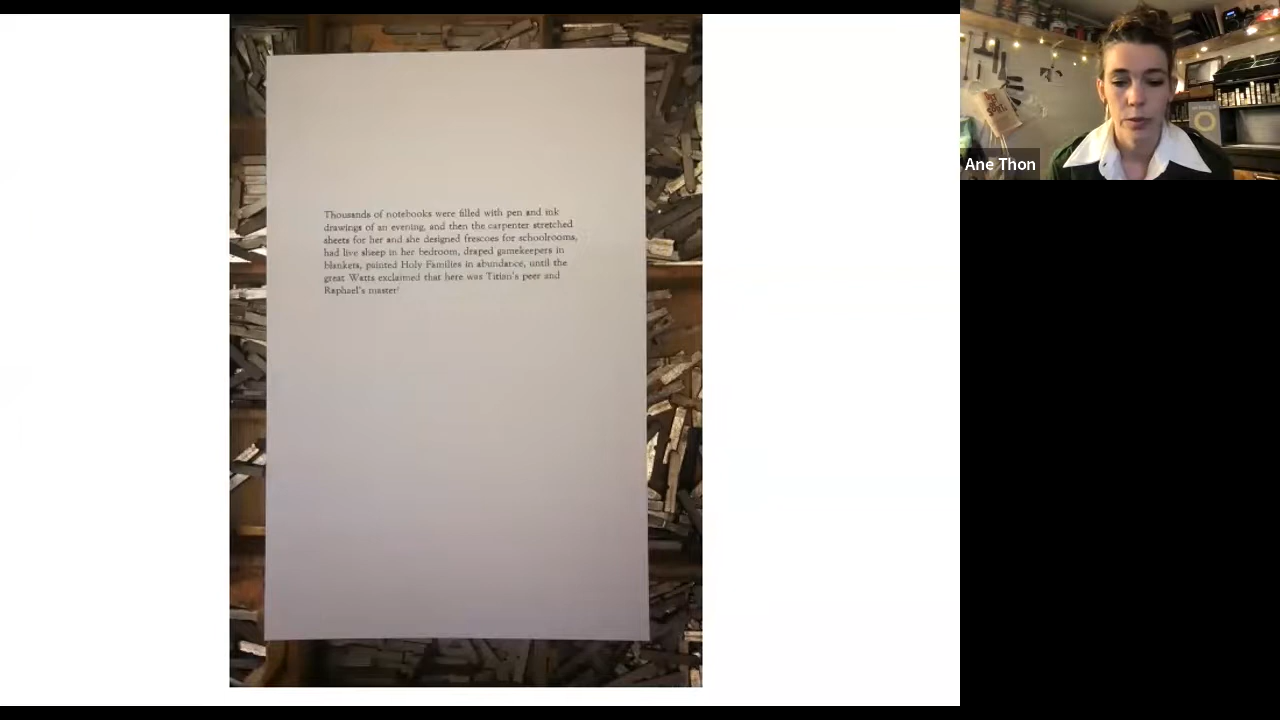 Thousands of notebooks were filled with pen and ink
drawings of an evening, and then the carpenter stretched
sheets for her and she designed frescoes for schoolrooms,
had live sheep in her bedroom, draped gamekeepers in
blankets, painted Holy Families in abundance, until the
great Watts exclaimed that here was Titian's peer and
Raphael's master!
Ane Thon